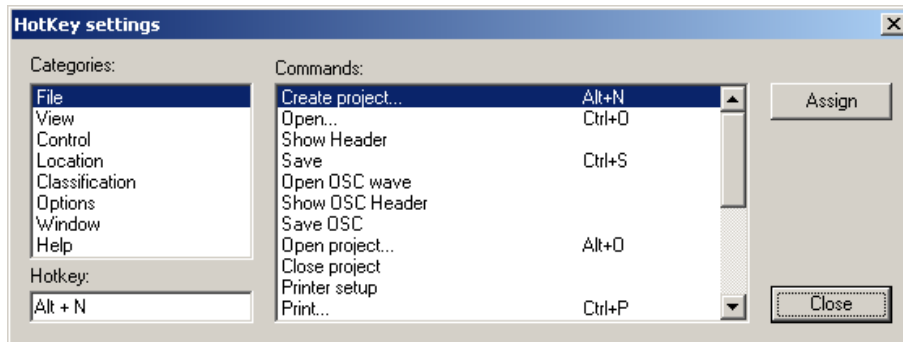 HotKey settings
Categories:
File
View
Control
Location
Classification
Options
Window
Help
Hotkey:
Alt + N
Commands:
Create project... Alt+N
Open... Ctrl+O
Show Header
Save Ctrl+S
Open OSC wave
Show OSC Header
Save OSC
Open project... Alt+O
Close project
Printer setup
Print... Ctrl+P
Assign
Close